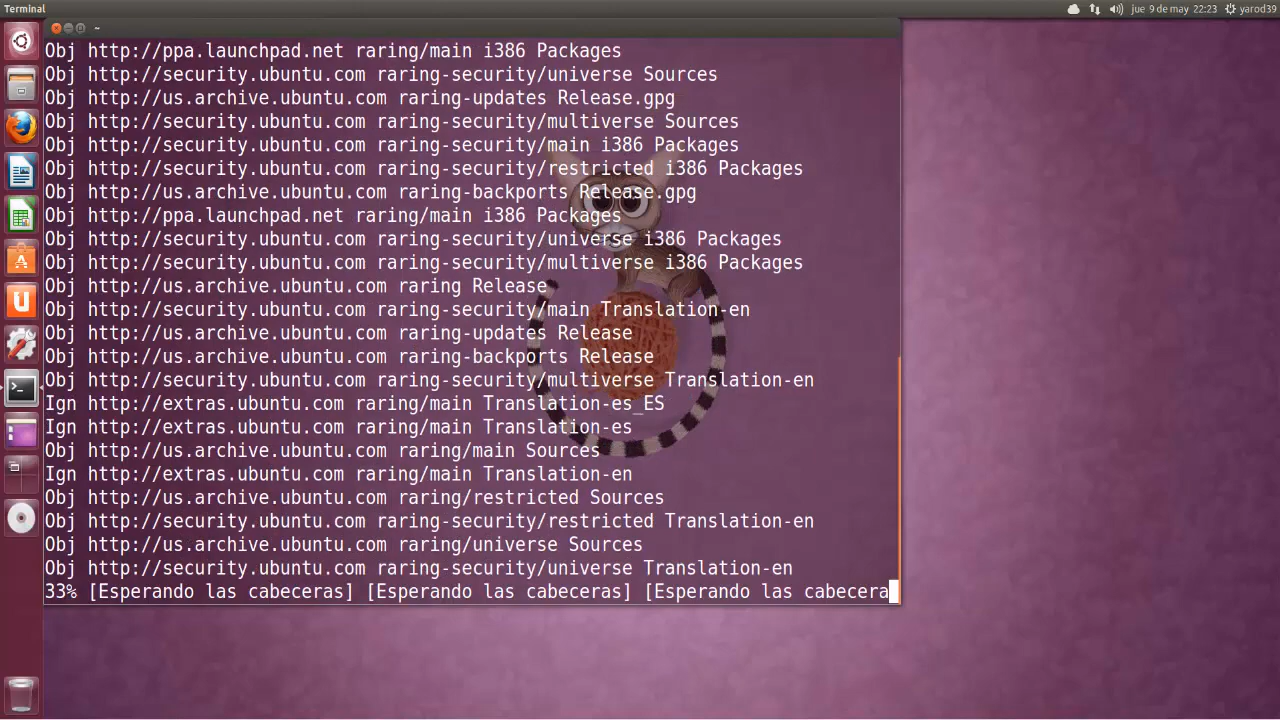 Terminal
jue 9 de may 22:23
yarod39
~
Obj http://ppa.launchpad.net raring/main i386 Packages
Obj http://security.ubuntu.com raring-security/universe Sources
Obj http://us.archive.ubuntu.com raring-updates Release.gpg
Obj http://security.ubuntu.com raring-security/multiverse Sources
Obj http://security.ubuntu.com raring-security/main i386 Packages
Obj http://security.ubuntu.com raring-security/restricted i386 Packages
Obj http://us.archive.ubuntu.com raring-backports Release.gpg
Obj http://ppa.launchpad.net raring/main i386 Packages
Obj http://security.ubuntu.com raring-security/universe i386 Packages
Obj http://security.ubuntu.com raring-security/multiverse i386 Packages
Obj http://us.archive.ubuntu.com raring Release
Obj http://security.ubuntu.com raring-security/main Translation-en
Obj http://us.archive.ubuntu.com raring-updates Release
Obj http://us.archive.ubuntu.com raring-backports Release
Obj http://security.ubuntu.com raring-security/multiverse Translation-en
Ign http://extras.ubuntu.com raring/main Translation-es_ES
Ign http://extras.ubuntu.com raring/main Translation-es
Obj http://us.archive.ubuntu.com raring/main Sources
Ign http://extras.ubuntu.com raring/main Translation-en
Obj http://us.archive.ubuntu.com raring/restricted Sources
Obj http://security.ubuntu.com raring-security/restricted Translation-en
Obj http://us.archive.ubuntu.com raring/universe Sources
Obj http://security.ubuntu.com raring-security/universe Translation-en
33% [Esperando las cabeceras] [Esperando las cabeceras] [Esperando las cabecera